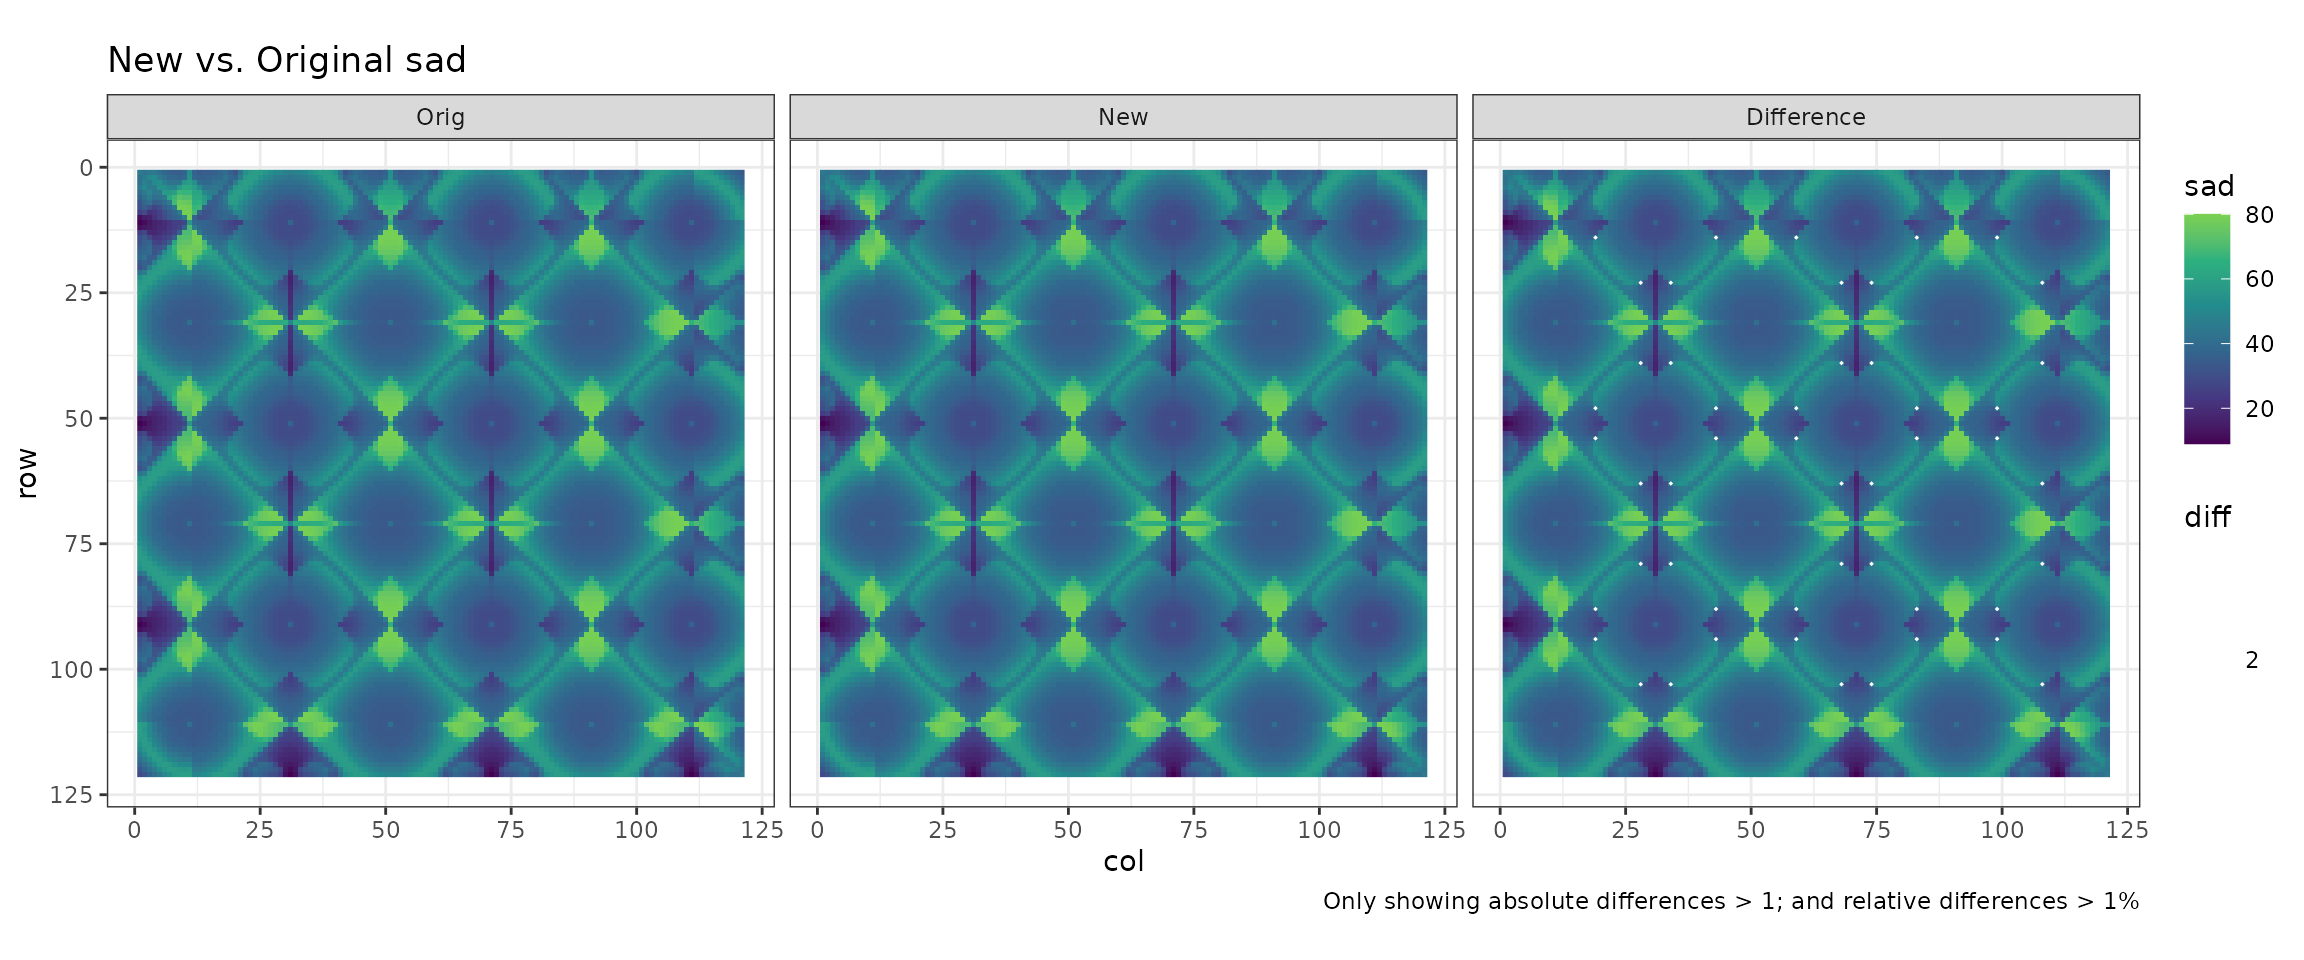 New vs. Original sad
Orig
New
Difference
0
25
50
75
100
125
row
0 25 50 75 100 125
0 25 50 75 100 125
0 25 50 75 100 125
col
sad
80
60
40
20
diff
2
Only showing absolute differences > 1; and relative differences > 1%